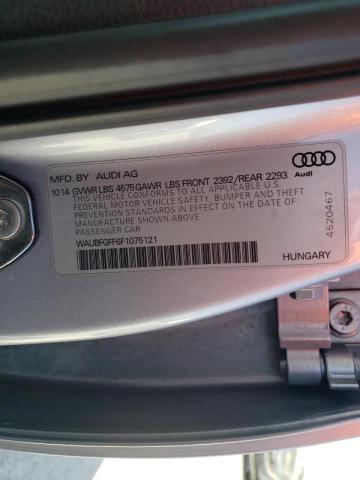 MFD. BY AUDI AG
1014 GVWR LBS 4575 GAWR LBS FRONT 2392/REAR 2293
THIS VEHICLE CONFORMS TO ALL APPLICABLE U.S.
FEDERAL MOTOR VEHICLE SAFETY, BUMPER, AND THEFT
PREVENTION STANDARDS IN EFFECT ON THE DATE OF
MANUFACTURE SHOWN ABOVE.
PASSENGER CAR
WAUBFGFF6F1075121
Audi
HUNGARY
4520467